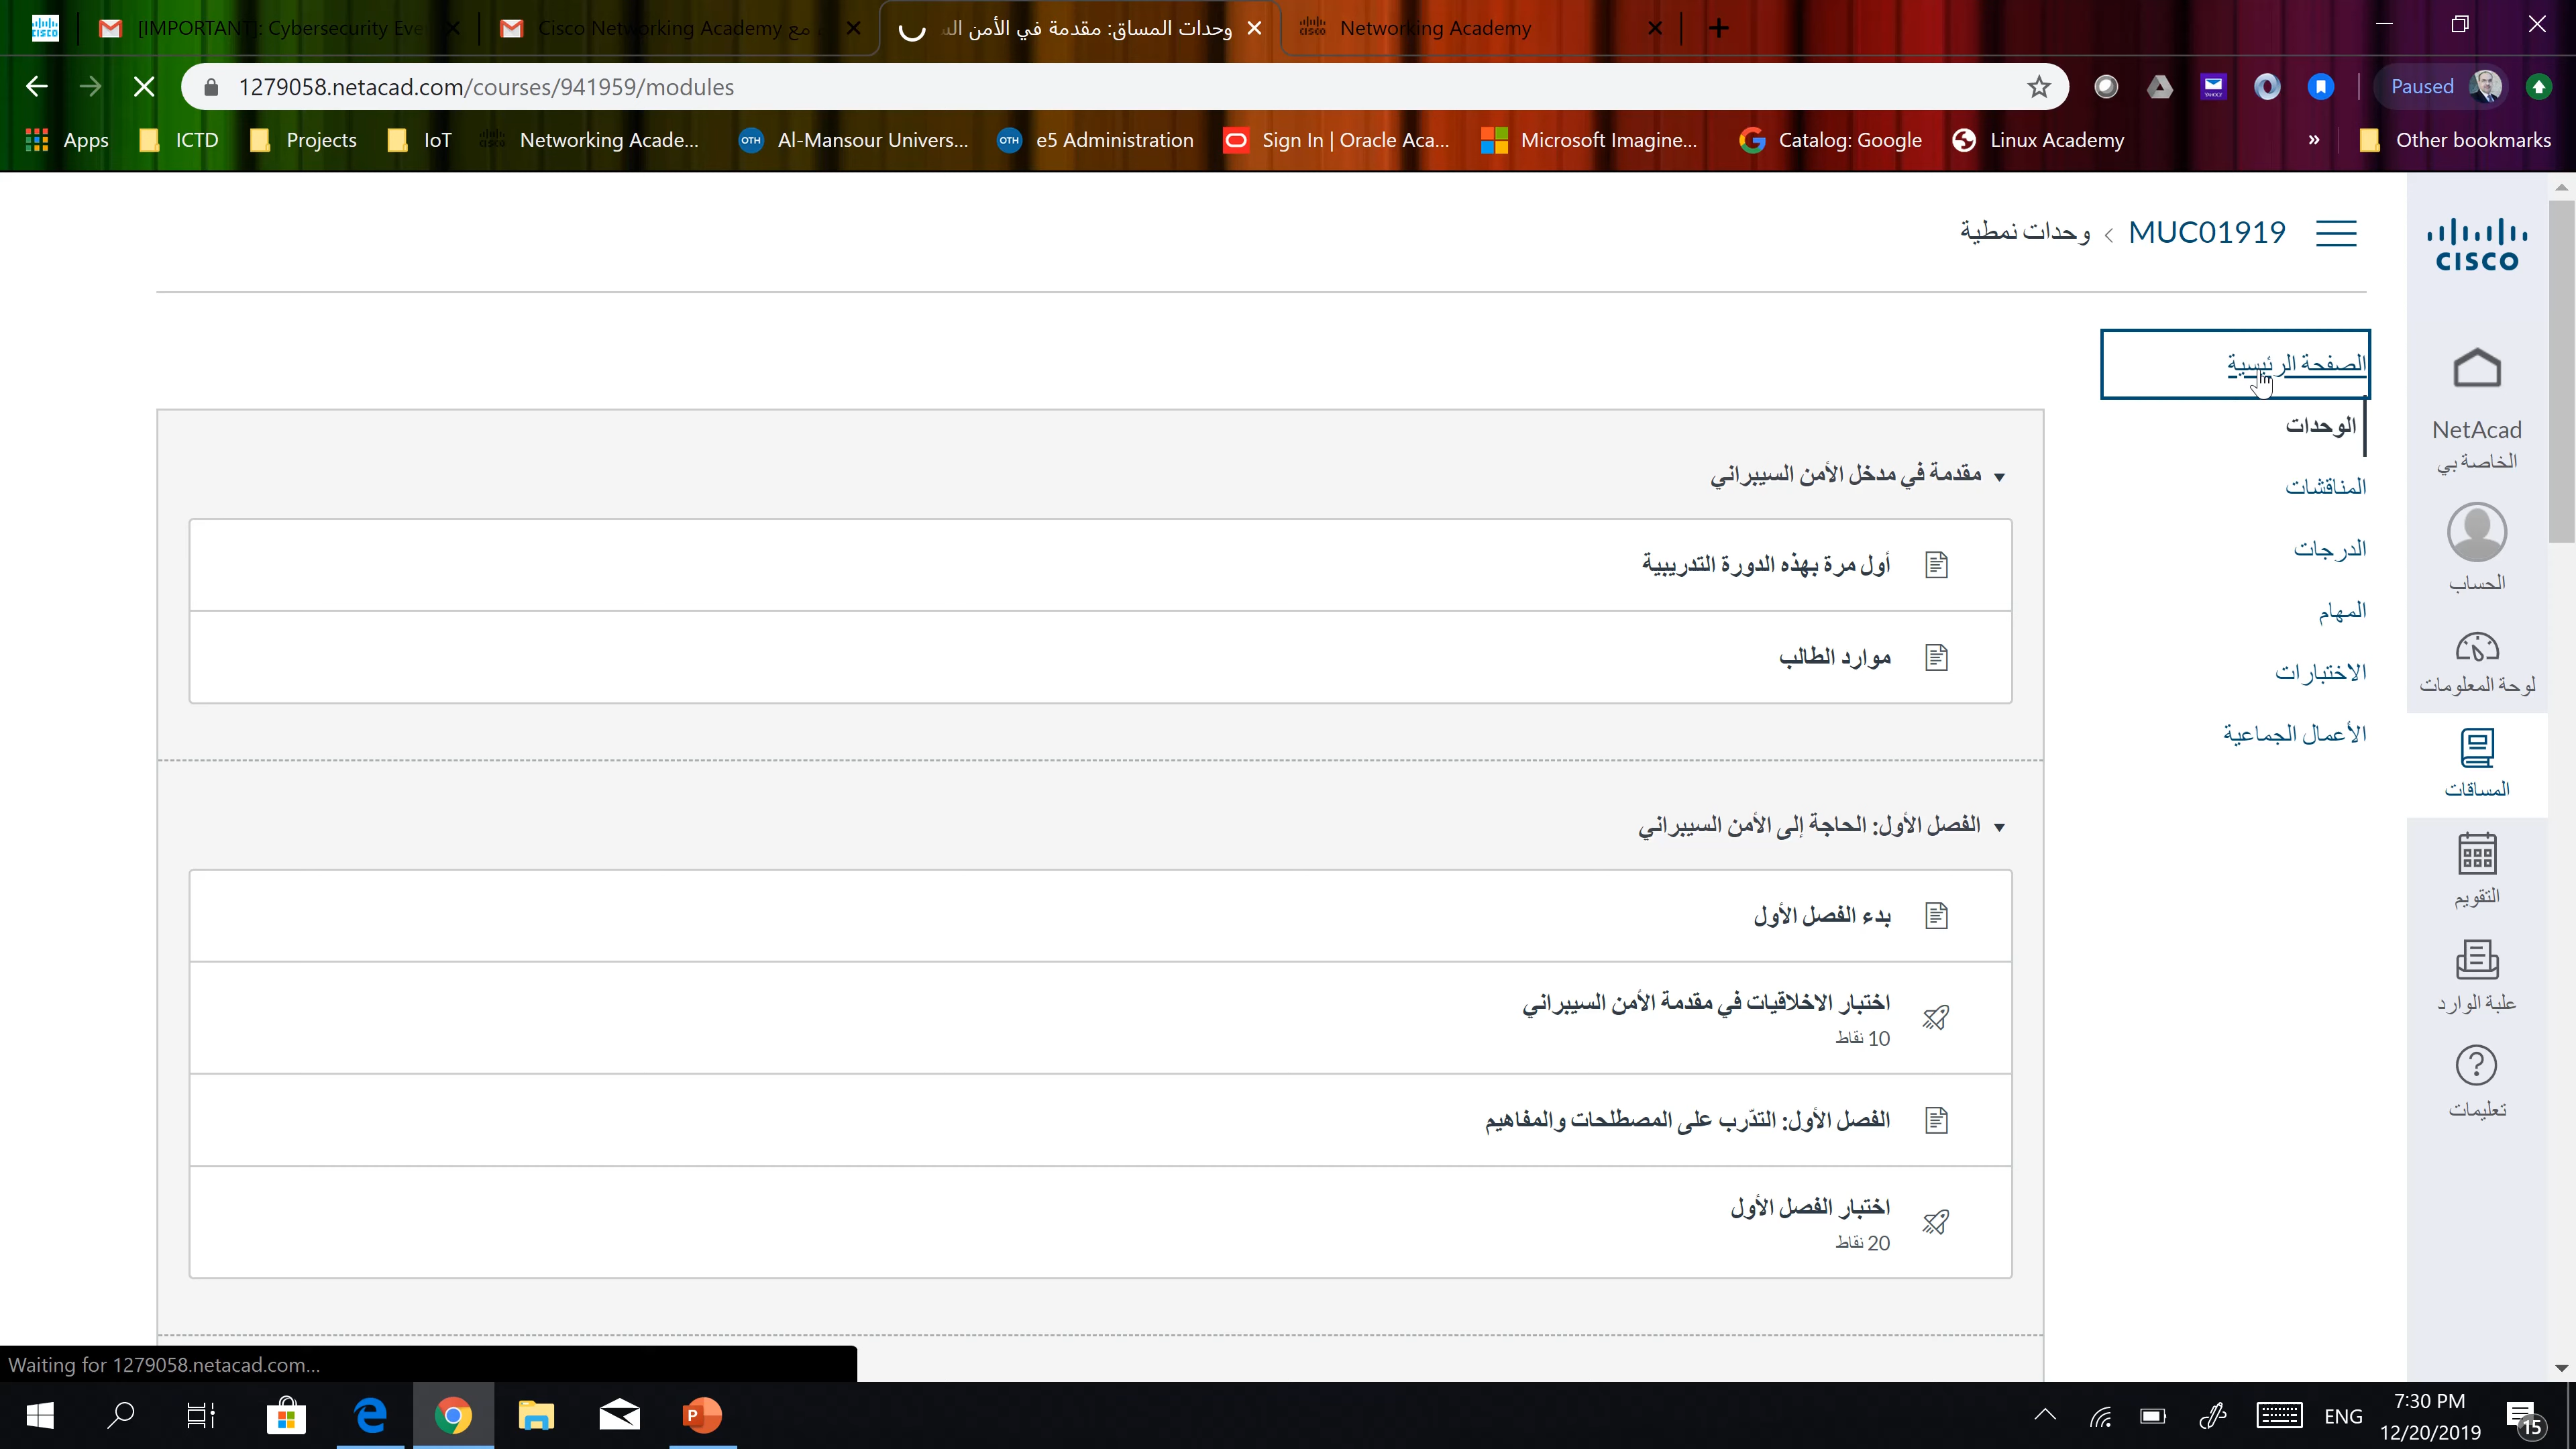 [IMPORTANT]: Cybersecurity Eve
Cisco Networking Academy مع
وحدات المساق: مقدمة في الأمن الس
Networking Academy
1279058.netacad.com/courses/941959/modules
Paused
Apps
ICTD
Projects
IoT
Networking Acade...
Al-Mansour Univers...
e5 Administration
Sign In | Oracle Aca...
Microsoft Imagine...
Catalog: Google
Linux Academy
»
Other bookmarks
MUC01919 › وحدات نمطية
CISCO
الصفحة الرئيسية
الوحدات
المناقشات
الدرجات
المهام
الاختبارات
الأعمال الجماعية
NetAcad
الخاصة بي
الحساب
لوحة المعلومات
المساقات
التقويم
علبة الوارد
تعليمات
مقدمة في مدخل الأمن السيبراني
أول مرة بهذه الدورة التدريبية
موارد الطالب
الفصل الأول: الحاجة إلى الأمن السيبراني
بدء الفصل الأول
اختبار الاخلاقيات في مقدمة الأمن السيبراني
10 نقاط
الفصل الأول: التدّرب على المصطلحات والمفاهيم
اختبار الفصل الأول
20 نقاط
Waiting for 1279058.netacad.com...
ENG
7:30 PM
12/20/2019
15